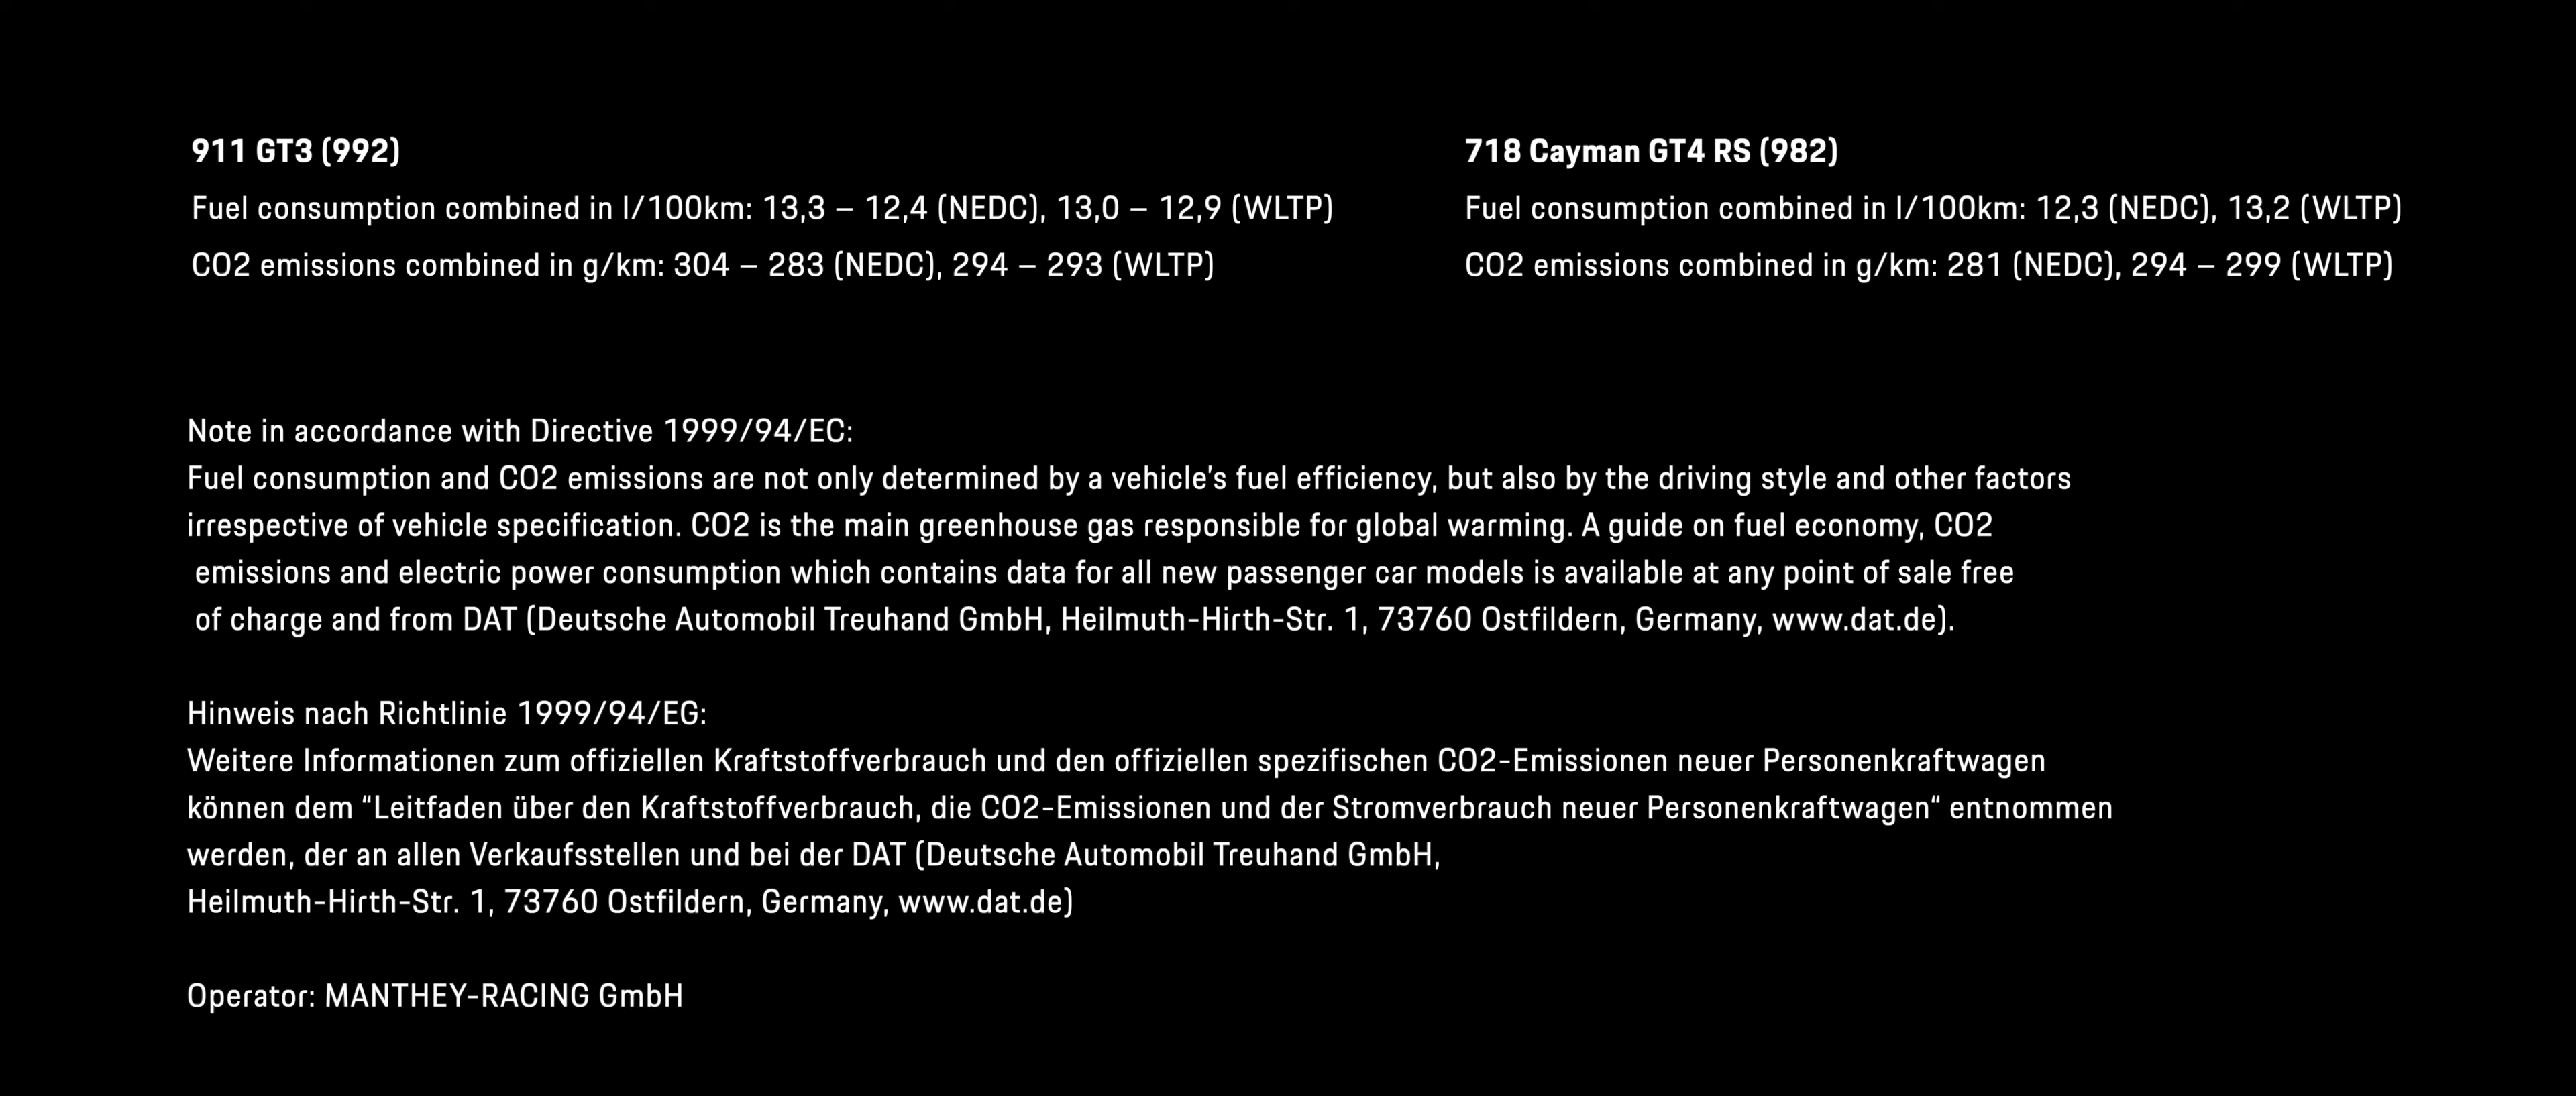 911 GT3 (992)
Fuel consumption combined in l/100km: 13,3 – 12,4 (NEDC), 13,0 – 12,9 (WLTP)
CO2 emissions combined in g/km: 304 – 283 (NEDC), 294 – 293 (WLTP)
718 Cayman GT4 RS (982)
Fuel consumption combined in l/100km: 12,3 (NEDC), 13,2 (WLTP)
CO2 emissions combined in g/km: 281 (NEDC), 294 – 299 (WLTP)
Note in accordance with Directive 1999/94/EC:
Fuel consumption and CO2 emissions are not only determined by a vehicle's fuel efficiency, but also by the driving style and other factors
irrespective of vehicle specification. CO2 is the main greenhouse gas responsible for global warming. A guide on fuel economy, CO2
emissions and electric power consumption which contains data for all new passenger car models is available at any point of sale free
of charge and from DAT (Deutsche Automobil Treuhand GmbH, Heilmuth-Hirth-Str. 1, 73760 Ostfildern, Germany, www.dat.de).
Hinweis nach Richtlinie 1999/94/EG:
Weitere Informationen zum offiziellen Kraftstoffverbrauch und den offiziellen spezifischen CO2-Emissionen neuer Personenkraftwagen
können dem “Leitfaden über den Kraftstoffverbrauch, die CO2-Emissionen und der Stromverbrauch neuer Personenkraftwagen“ entnommen
werden, der an allen Verkaufsstellen und bei der DAT (Deutsche Automobil Treuhand GmbH,
Heilmuth-Hirth-Str. 1, 73760 Ostfildern, Germany, www.dat.de)
Operator: MANTHEY-RACING GmbH